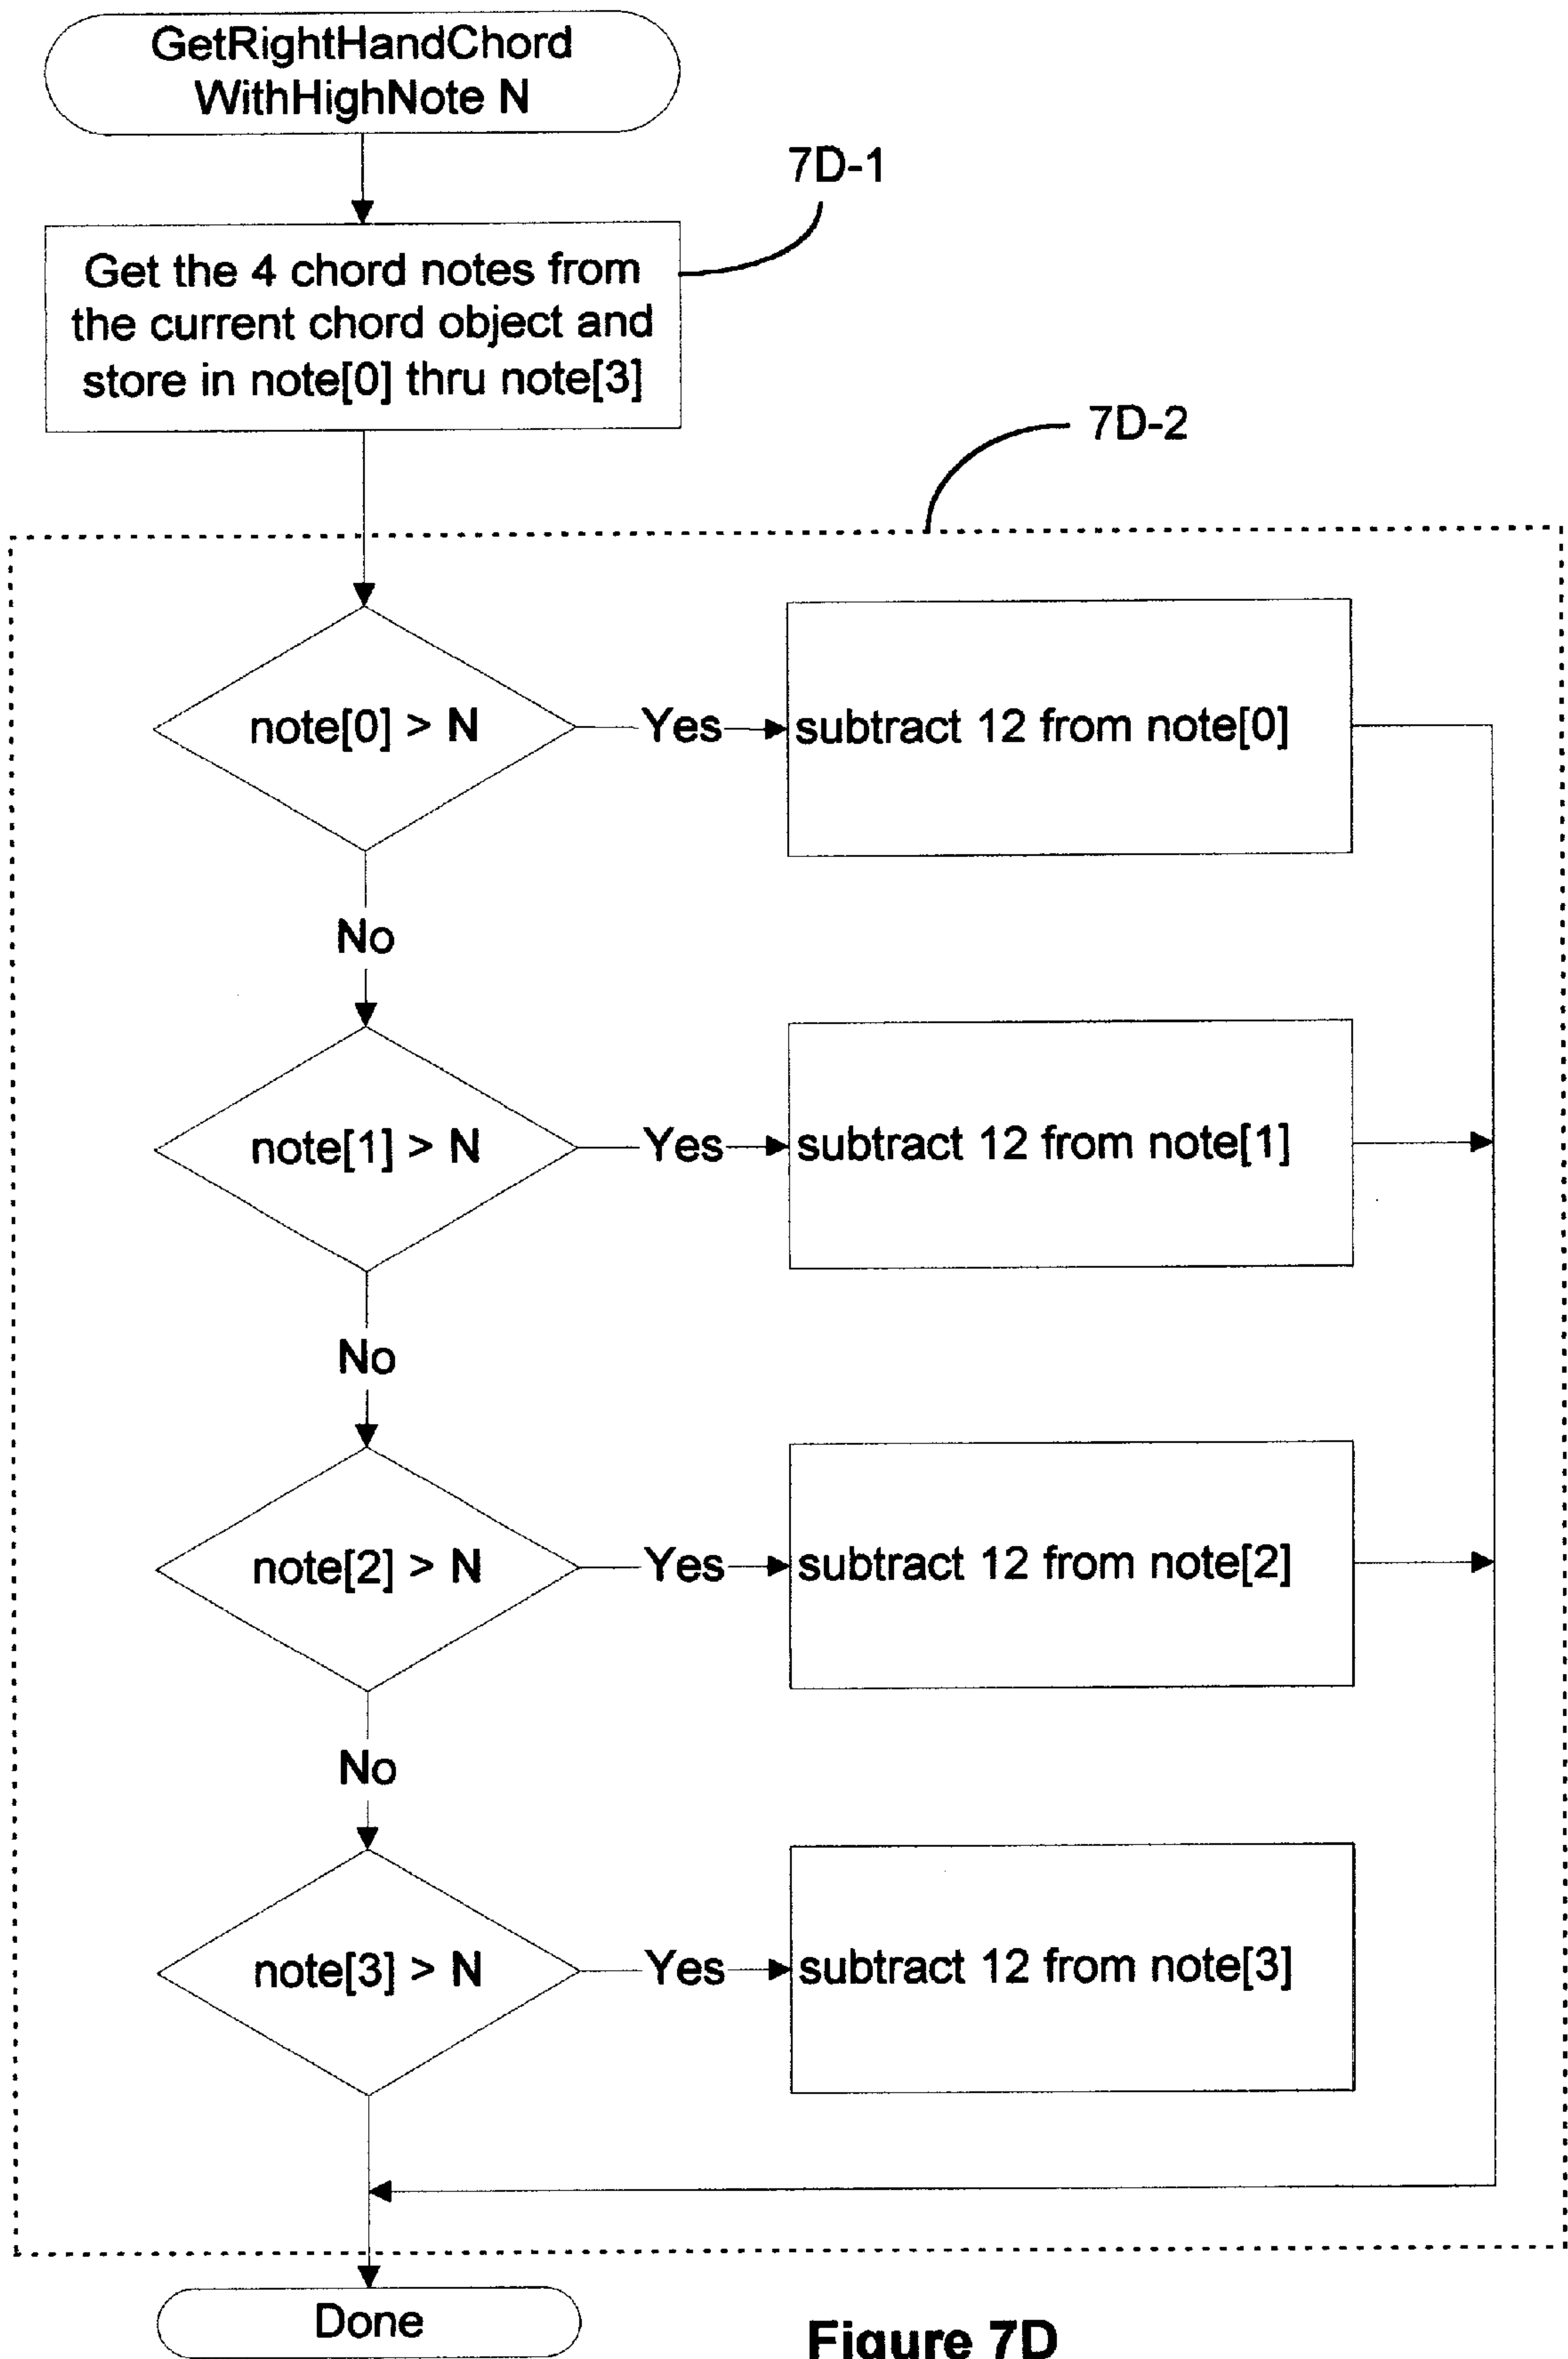 GetRightHandChord
WithHighNote N
7D-1
Get the 4 chord notes from
the current chord object and
store in note[0] thru note[3]
7D-2
note[0] > N
Yes
subtract 12 from note[0]
No
note[1] > N
Yes
subtract 12 from note[1]
No
note[2] > N
Yes
subtract 12 from note[2]
No
note[3] > N
Yes
subtract 12 from note[3]
Done
Figure 7D